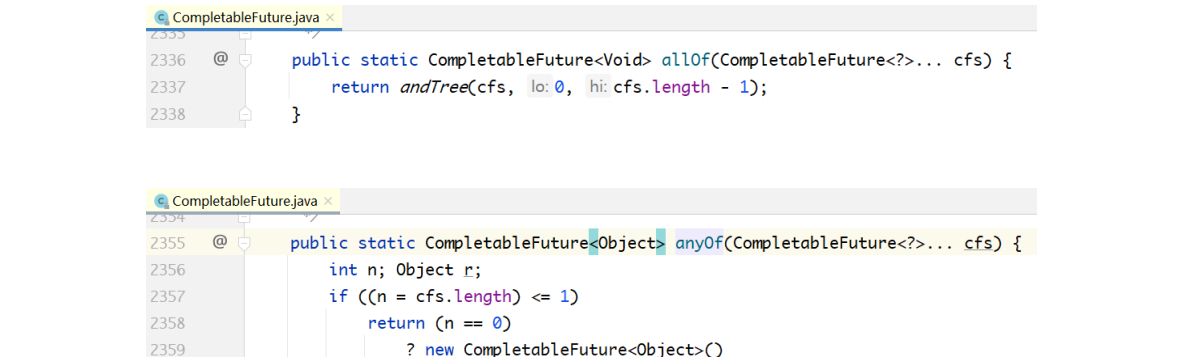 CompletableFuture.java ×
2335 */
2336 @ public static CompletableFuture<Void> allOf(CompletableFuture<?>... cfs) {
2337 return andTree(cfs, lo: 0, hi: cfs.length - 1);
2338 }
CompletableFuture.java ×
2354 */
2355 @ public static CompletableFuture<Object> anyOf(CompletableFuture<?>... cfs) {
2356 int n; Object r;
2357 if ((n = cfs.length) <= 1)
2358 return (n == 0)
2359 ? new CompletableFuture<Object>()